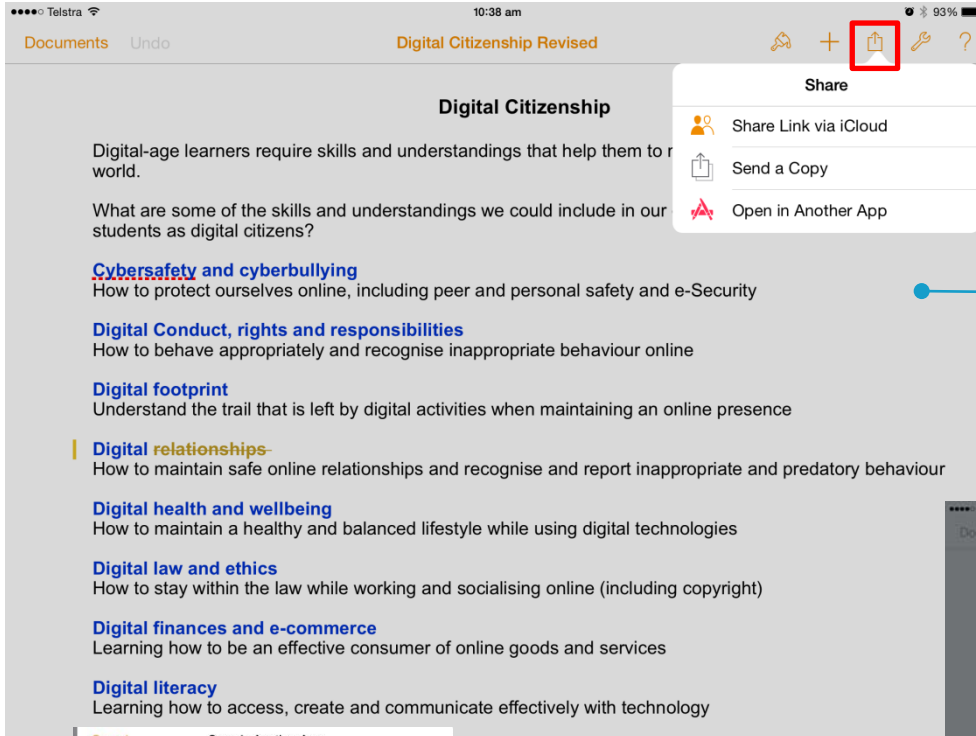 Telstra 10:38 am 93%
Documents Undo Digital Citizenship Revised ?
Share
Share Link via iCloud
Send a Copy
Open in Another App
Digital Citizenship
Digital-age learners require skills and understandings that help them to
world.
What are some of the skills and understandings we could include in our
students as digital citizens?
Cybersafety and cyberbullying
How to protect ourselves online, including peer and personal safety and e-Security
Digital Conduct, rights and responsibilities
How to behave appropriately and recognise inappropriate behaviour online
Digital footprint
Understand the trail that is left by digital activities when maintaining an online presence
Digital relationships
How to maintain safe online relationships and recognise and report inappropriate and predatory behaviour
Digital health and wellbeing
How to maintain a healthy and balanced lifestyle while using digital technologies
Digital law and ethics
How to stay within the law while working and socialising online (including copyright)
Digital finances and e-commerce
Learning how to be an effective consumer of online goods and services
Digital literacy
Learning how to access, create and communicate effectively with technology